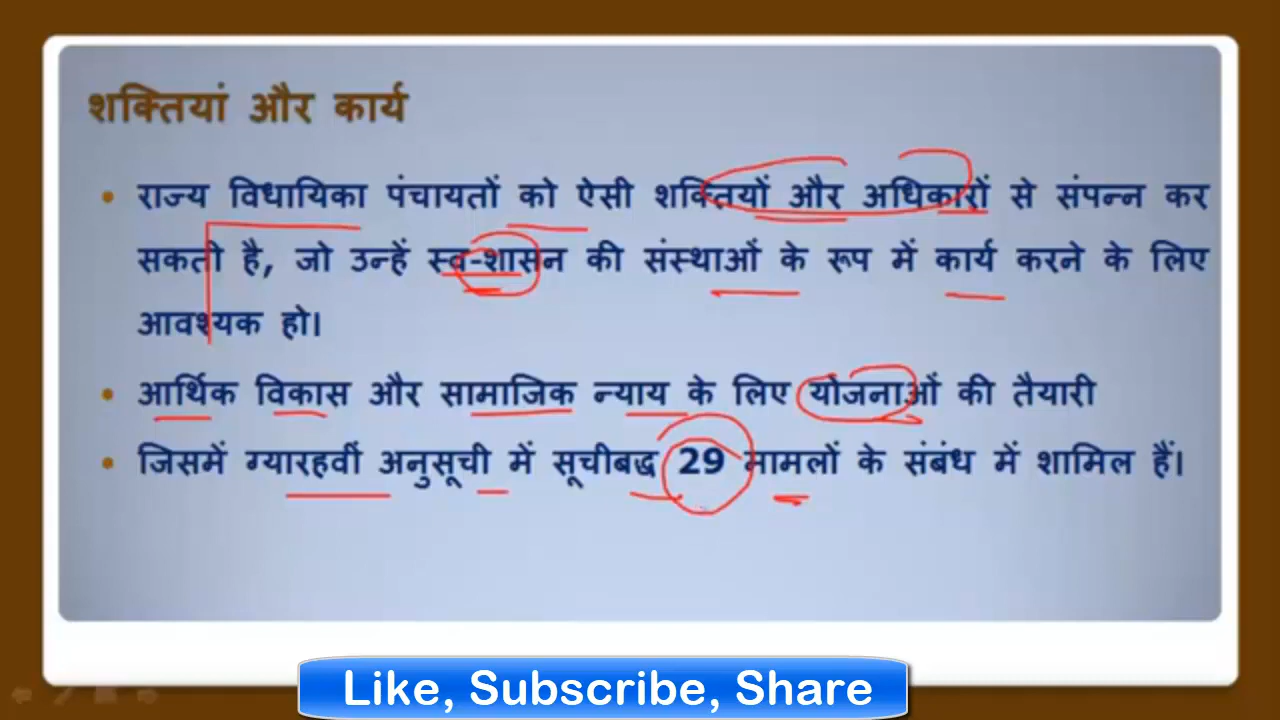 शक्तियां और कार्य
• राज्य विधायिका पंचायतों को ऐसी शक्तियों और अधिकारों से संपन्न कर
सकती है, जो उन्हें स्व-शासन की संस्थाओं के रूप में कार्य करने के लिए
आवश्यक हो।
• आर्थिक विकास और सामाजिक न्याय के लिए योजनाओं की तैयारी
• जिसमें ग्यारहवीं अनुसूची में सूचीबद्ध 29 मामलों के संबंध में शामिल हैं।
Like, Subscribe, Share